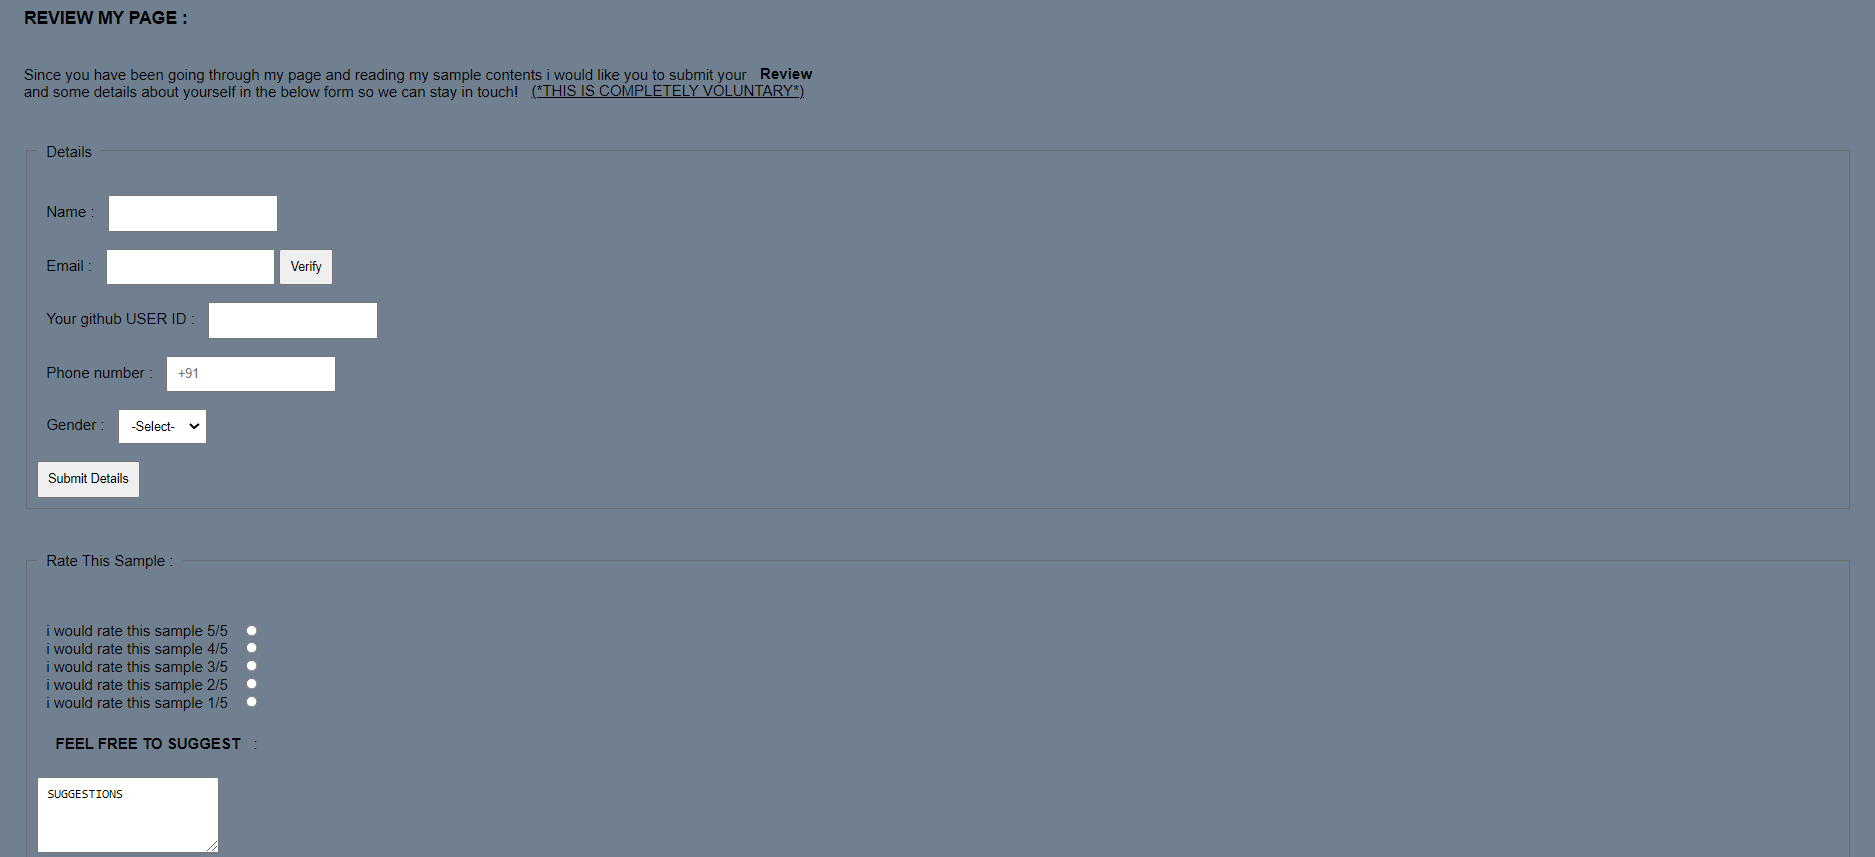 REVIEW MY PAGE :
Since you have been going through my page and reading my sample contents i would like you to submit your Review
and some details about yourself in the below form so we can stay in touch! (*THIS IS COMPLETELY VOLUNTARY*)
Details
Name :
Email : Verify
Your github USER ID :
Phone number : +91
Gender : -Select-
Submit Details
Rate This Sample :
i would rate this sample 5/5
i would rate this sample 4/5
i would rate this sample 3/5
i would rate this sample 2/5
i would rate this sample 1/5
FEEL FREE TO SUGGEST :
SUGGESTIONS